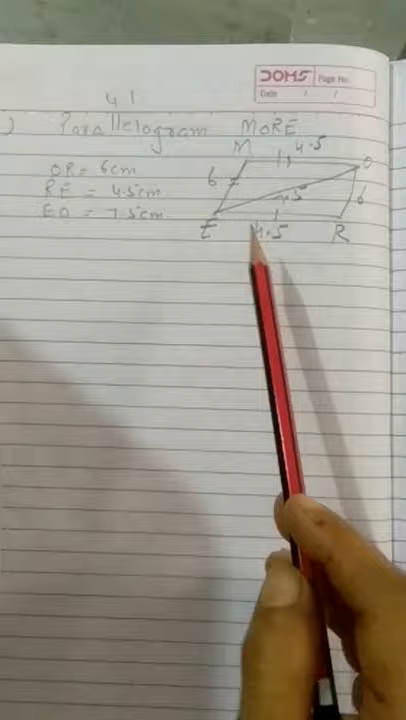 DOMS Page No.
Date / /
4.1
) Parallelogram MORE
OR = 6cm
RE = 4.5cm
EO = 7.5cm
M 4.5 O
6 7.5 6
E 4.5 R